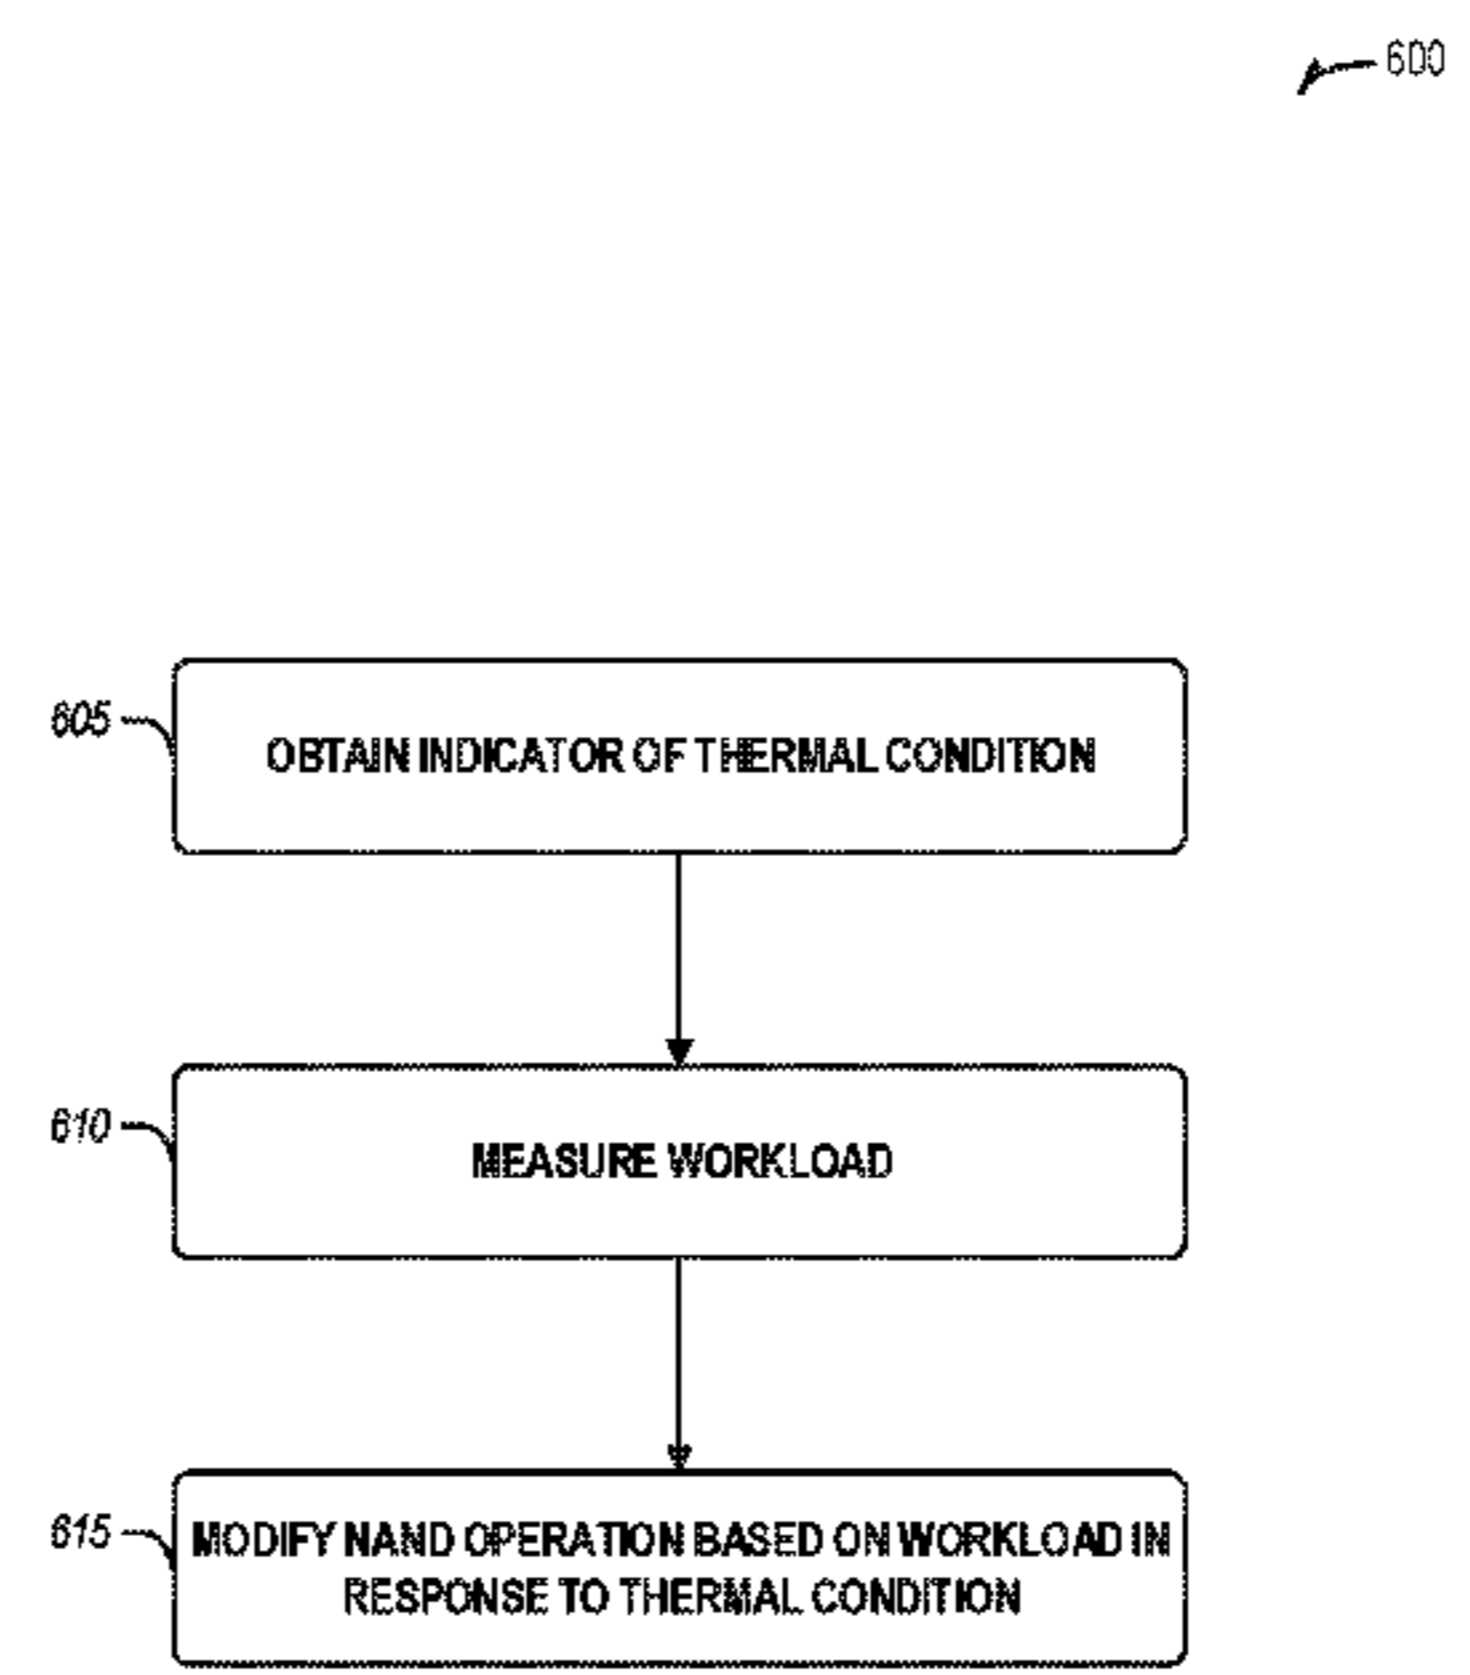 600
605
OBTAIN INDICATOR OF THERMAL CONDITION
610
MEASURE WORKLOAD
615
MODIFY NAND OPERATION BASED ON WORKLOAD IN
RESPONSE TO THERMAL CONDITION